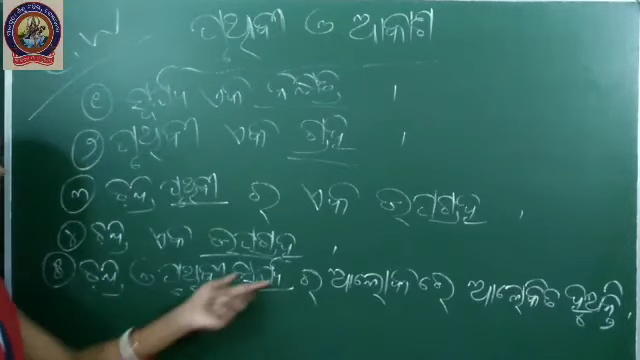 C.W
ପୃଥିବୀ ଓ ଆକାଶ
୧ ସୂର୍ଯ୍ୟ ଏକ ନକ୍ଷତ୍ର ।
୨ ପୃଥିବୀ ଏକ ଗ୍ରହ ।
୩ ଚନ୍ଦ୍ର ପୃଥିବୀ ର ଏକ ଉପଗ୍ରହ ।
୪ ଚନ୍ଦ୍ର ଏକ ଉପଗ୍ରହ ।
୫ ଚନ୍ଦ୍ର ଓ ପୃଥିବୀ ସୂର୍ଯ୍ୟ ର ଆଲୋକରେ ଆଲୋକିତ ହୁଅନ୍ତି ।